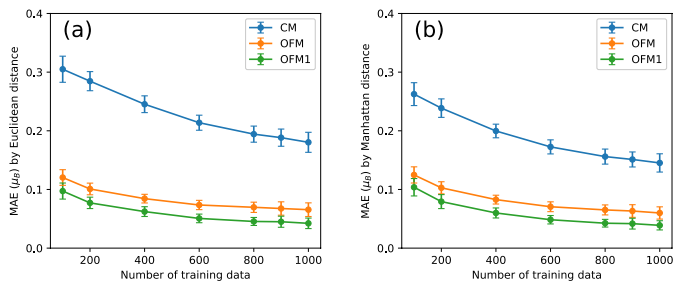 (a)
CM
OFM
OFM1
0.4
0.3
0.2
0.1
0.0
MAE (μB) by Euclidean distance
200
400
600
800
1000
Number of training data
(b)
CM
OFM
OFM1
0.4
0.3
0.2
0.1
0.0
MAE (μB) by Manhattan distance
200
400
600
800
1000
Number of training data